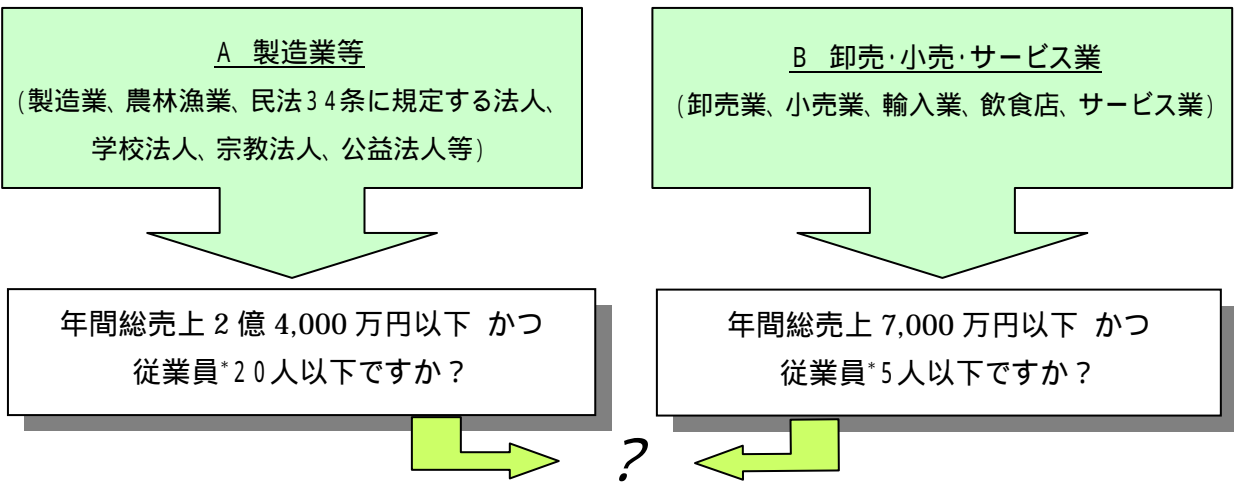 A 製造業等
(製造業、農林漁業、民法34条に規定する法人、
学校法人、宗教法人、公益法人等)
B 卸売･小売･サービス業
(卸売業、小売業、輸入業、飲食店、サービス業)
年間総売上 2 億 4,000 万円以下 かつ
従業員*20人以下ですか？
年間総売上 7,000 万円以下 かつ
従業員*5人以下ですか？
?